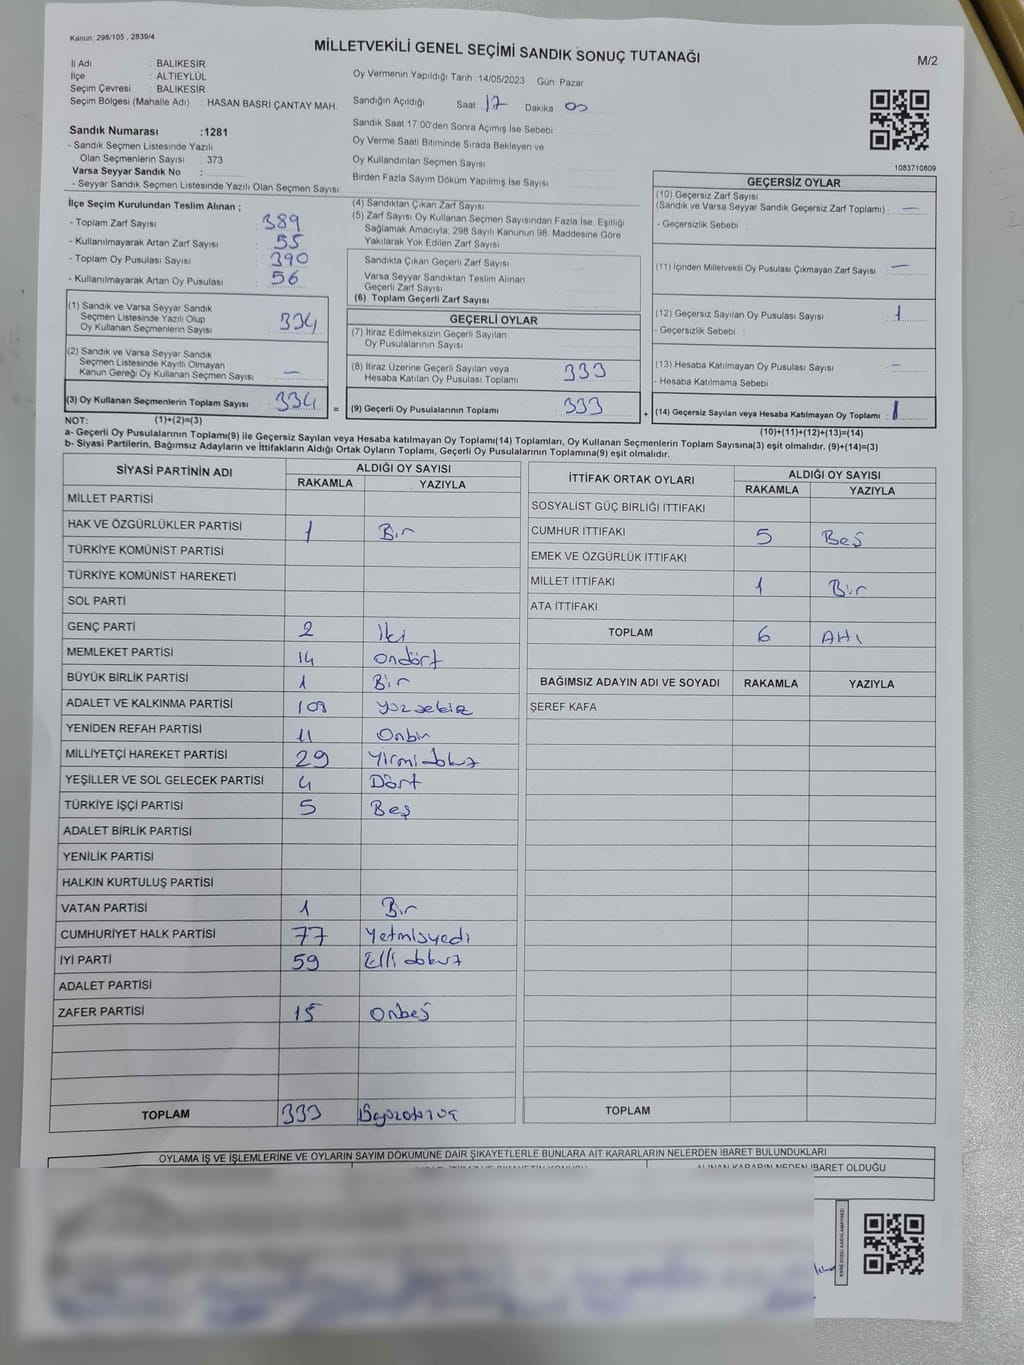 Kanun: 298/105 , 2839/4
MİLLETVEKİLİ GENEL SEÇİMİ SANDIK SONUÇ TUTANAĞI
M/2
İl Adı : BALIKESİR
İlçe : ALTIEYLÜL
Seçim Çevresi : BALIKESİR
Seçim Bölgesi (Mahalle Adı) : HASAN BASRİ ÇANTAY MAH.
Sandık Numarası :1281
- Sandık Seçmen Listesinde Yazılı
Olan Seçmenlerin Sayısı : 373
Varsa Seyyar Sandık No :
- Seyyar Sandık Seçmen Listesinde Yazılı Olan Seçmen Sayısı:
Oy Vermenin Yapıldığı Tarih :14/05/2023 Gün: Pazar
Sandığın Açıldığı Saat: 17 Dakika 00
Sandık Saat 17:00'den Sonra Açılmış İse Sebebi:
Oy Verme Saati Bitiminde Sırada Bekleyen ve
Oy Kullandırılan Seçmen Sayısı
Birden Fazla Sayım Döküm Yapılmış İse Sayısı
1083710809
İlçe Seçim Kurulundan Teslim Alınan ;
- Toplam Zarf Sayısı : 389
- Kullanılmayarak Artan Zarf Sayısı : 55
- Toplam Oy Pusulası Sayısı : 390
- Kullanılmayarak Artan Oy Pusulası : 56
(1) Sandık ve Varsa Seyyar Sandık
Seçmen Listesinde Yazılı Olup
Oy Kullanan Seçmenlerin Sayısı : 334
(2) Sandık ve Varsa Seyyar Sandık
Seçmen Listesinde Kayıtlı Olmayan
Kanun Gereği Oy Kullanan Seçmen Sayısı : —
(3) Oy Kullanan Seçmenlerin Toplam Sayısı : 334
(1)+(2)=(3)
(4) Sandıktan Çıkan Zarf Sayısı
(5) Zarf Sayısı Oy Kullanan Seçmen Sayısından Fazla İse, Eşitliği
Sağlamak Amacıyla; 298 Sayılı Kanunun 98. Maddesine Göre
Yakılarak Yok Edilen Zarf Sayısı
Sandıkta Çıkan Geçerli Zarf Sayısı
Varsa Seyyar Sandıktan Teslim Alınan
Geçerli Zarf Sayısı
(6) Toplam Geçerli Zarf Sayısı
GEÇERLİ OYLAR
(7) İtiraz Edilmeksizin Geçerli Sayılan
Oy Pusulalarının Sayısı
(8) İtiraz Üzerine Geçerli Sayılan veya
Hesaba Katılan Oy Pusulası Toplamı 333
= (9) Geçerli Oy Pusulalarının Toplamı 333
GEÇERSİZ OYLAR
(10) Geçersiz Zarf Sayısı
(Sandık ve Varsa Seyyar Sandık Geçersiz Zarf Toplamı) : —
- Geçersizlik Sebebi :
(11) İçinden Milletvekili Oy Pusulası Çıkmayan Zarf Sayısı : —
(12) Geçersiz Sayılan Oy Pusulası Sayısı : 1
- Geçersizlik Sebebi :
(13) Hesaba Katılmayan Oy Pusulası Sayısı : —
- Hesaba Katılmama Sebebi :
+ (14) Geçersiz Sayılan veya Hesaba Katılmayan Oy Toplamı : 1
(10)+(11)+(12)+(13)=(14)
NOT:
a- Geçerli Oy Pusulalarının Toplamı(9) ile Geçersiz Sayılan veya Hesaba katılmayan Oy Toplamı(14) Toplamları, Oy Kullanan Seçmenlerin Toplam Sayısına(3) eşit olmalıdır. (9)+(14)=(3)
b- Siyasi Partilerin, Bağımsız Adayların ve İttifakların Aldığı Ortak Oyların Toplamı, Geçerli Oy Pusulalarının Toplamına(9) eşit olmalıdır.
SİYASİ PARTİNİN ADI ALDIĞI OY SAYISI
RAKAMLA YAZIYLA
MİLLET PARTİSİ
HAK VE ÖZGÜRLÜKLER PARTİSİ 1 Bir
TÜRKİYE KOMÜNİST PARTİSİ
TÜRKİYE KOMÜNİST HAREKETİ
SOL PARTİ
GENÇ PARTİ 2 İki
MEMLEKET PARTİSİ 14 Ondört
BÜYÜK BİRLİK PARTİSİ 1 Bir
ADALET VE KALKINMA PARTİSİ 108 Yüzsekiz
YENİDEN REFAH PARTİSİ 11 Onbir
MİLLİYETÇİ HAREKET PARTİSİ 29 Yirmidokuz
YEŞİLLER VE SOL GELECEK PARTİSİ 4 Dört
TÜRKİYE İŞÇİ PARTİSİ 5 Beş
ADALET BİRLİK PARTİSİ
YENİLİK PARTİSİ
HALKIN KURTULUŞ PARTİSİ
VATAN PARTİSİ 1 Bir
CUMHURİYET HALK PARTİSİ 77 Yetmişyedi
İYİ PARTİ 59 Ellidokuz
ADALET PARTİSİ
ZAFER PARTİSİ 15 Onbeş
TOPLAM 333
İTTİFAK ORTAK OYLARI ALDIĞI OY SAYISI
RAKAMLA YAZIYLA
SOSYALİST GÜÇ BİRLİĞİ İTTİFAKI
CUMHUR İTTİFAKI 5 Beş
EMEK VE ÖZGÜRLÜK İTTİFAKI
MİLLET İTTİFAKI 1 Bir
ATA İTTİFAKI
TOPLAM 6 Altı
BAĞIMSIZ ADAYIN ADI VE SOYADI RAKAMLA YAZIYLA
ŞEREF KAFA
TOPLAM
OYLAMA İŞ VE İŞLEMLERİNE VE OYLARIN SAYIM DÖKÜMÜNE DAİR ŞİKAYETLERLE BUNLARA AİT KARARLARIN NELERDEN İBARET BULUNDUKLARI
ALINAN KARARIN NEDEN İBARET OLDUĞU
KARE KODU KARALAMAYINIZ!